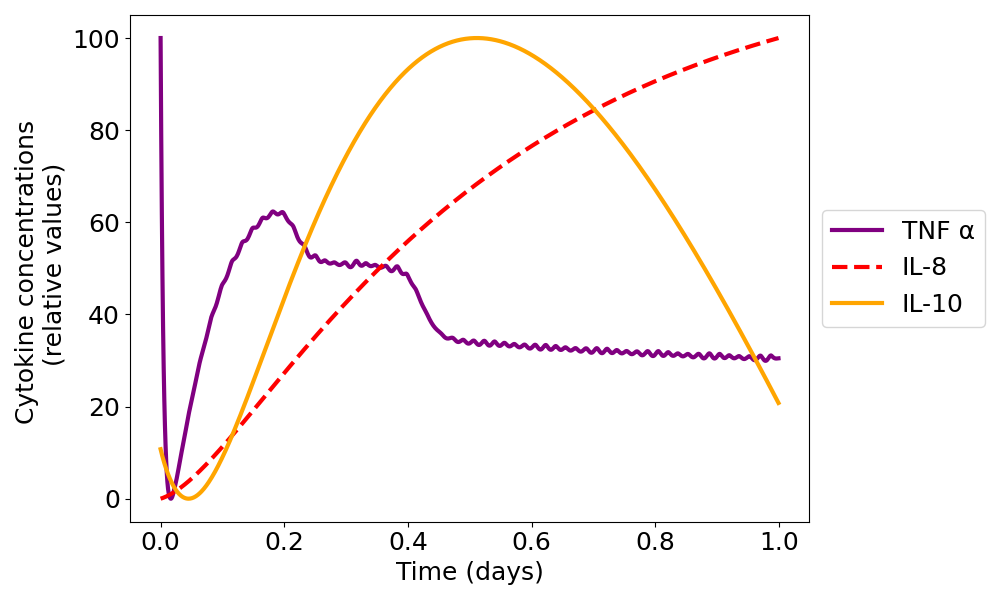 Cytokine concentrations
(relative values)
100
80
60
40
20
0
0.0 0.2 0.4 0.6 0.8 1.0
Time (days)
TNF α
IL-8
IL-10